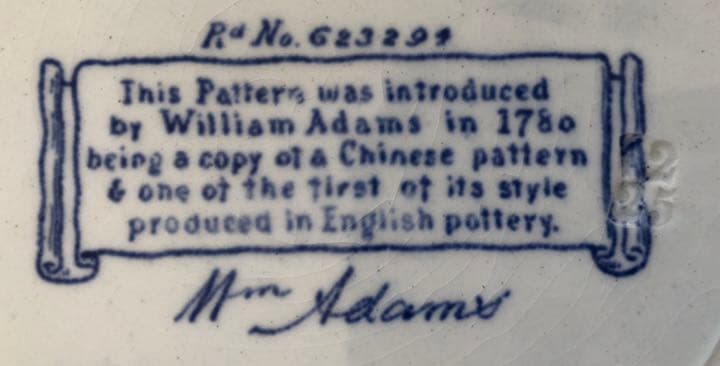 Rd No. 623294
This Pattern was introduced
by William Adams in 1780
being a copy of a Chinese pattern
& one of the first of its style
produced in English pottery.
Wm Adams